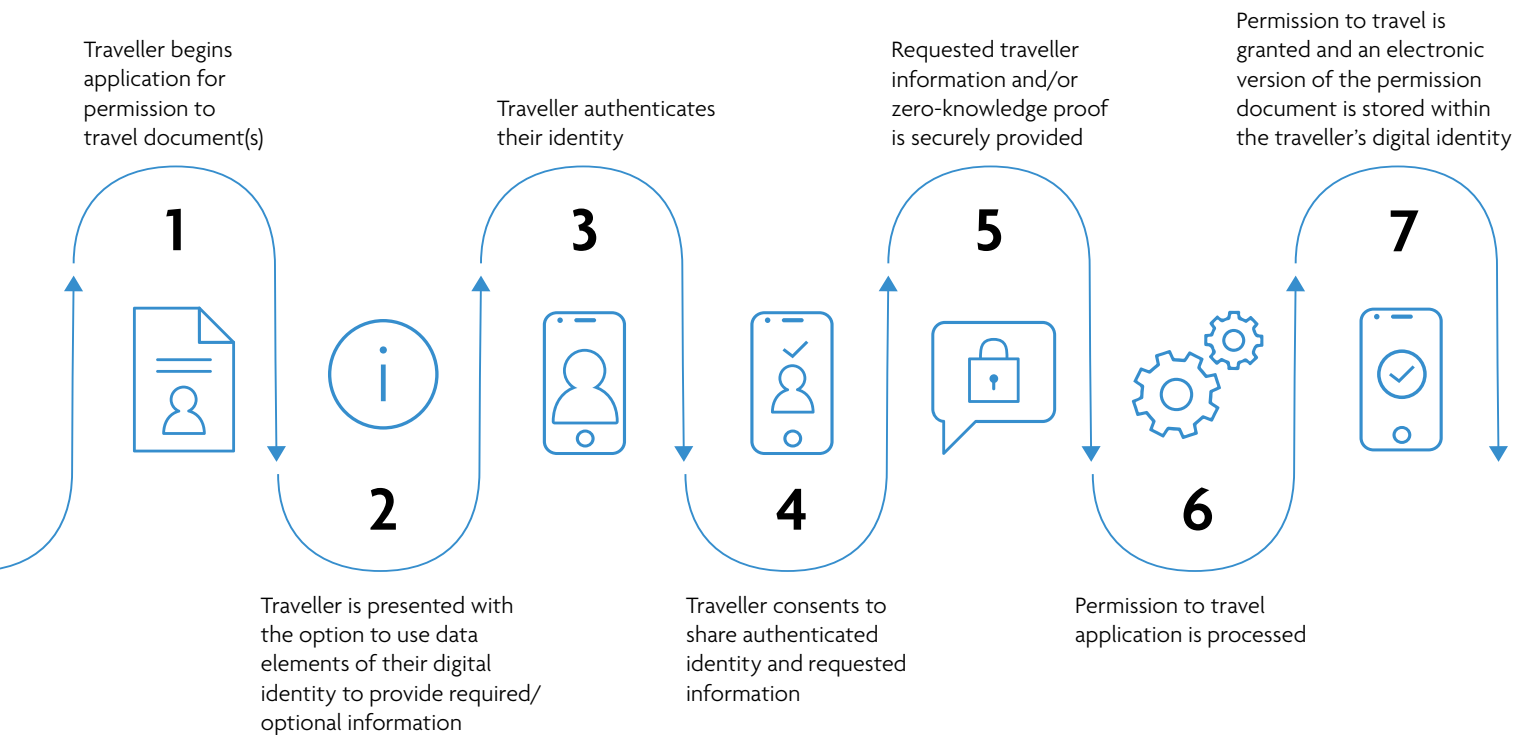 Traveller begins
application for
permission to
travel document(s)
1
2
Traveller is presented with
the option to use data
elements of their digital
identity to provide required/
optional information
Traveller authenticates
their identity
3
4
Traveller consents to
share authenticated
identity and requested
information
Requested traveller
information and/or
zero-knowledge proof
is securely provided
5
6
Permission to travel
application is processed
Permission to travel is
granted and an electronic
version of the permission
document is stored within
the traveller’s digital identity
7